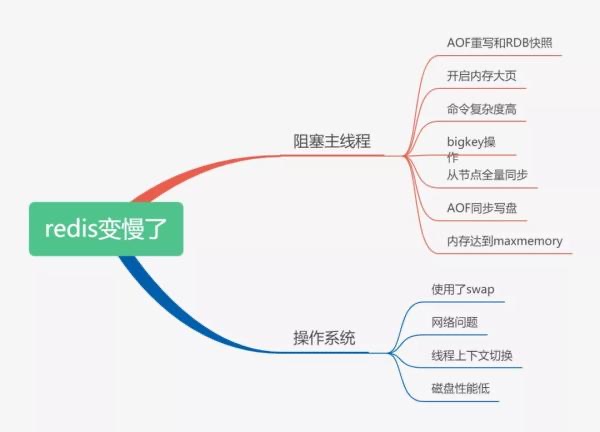 redis变慢了
阻塞主线程
AOF重写和RDB快照
开启内存大页
命令复杂度高
bigkey操
作
从节点全量同步
AOF同步写盘
内存达到maxmemory
操作系统
使用了swap
网络问题
线程上下文切换
磁盘性能低